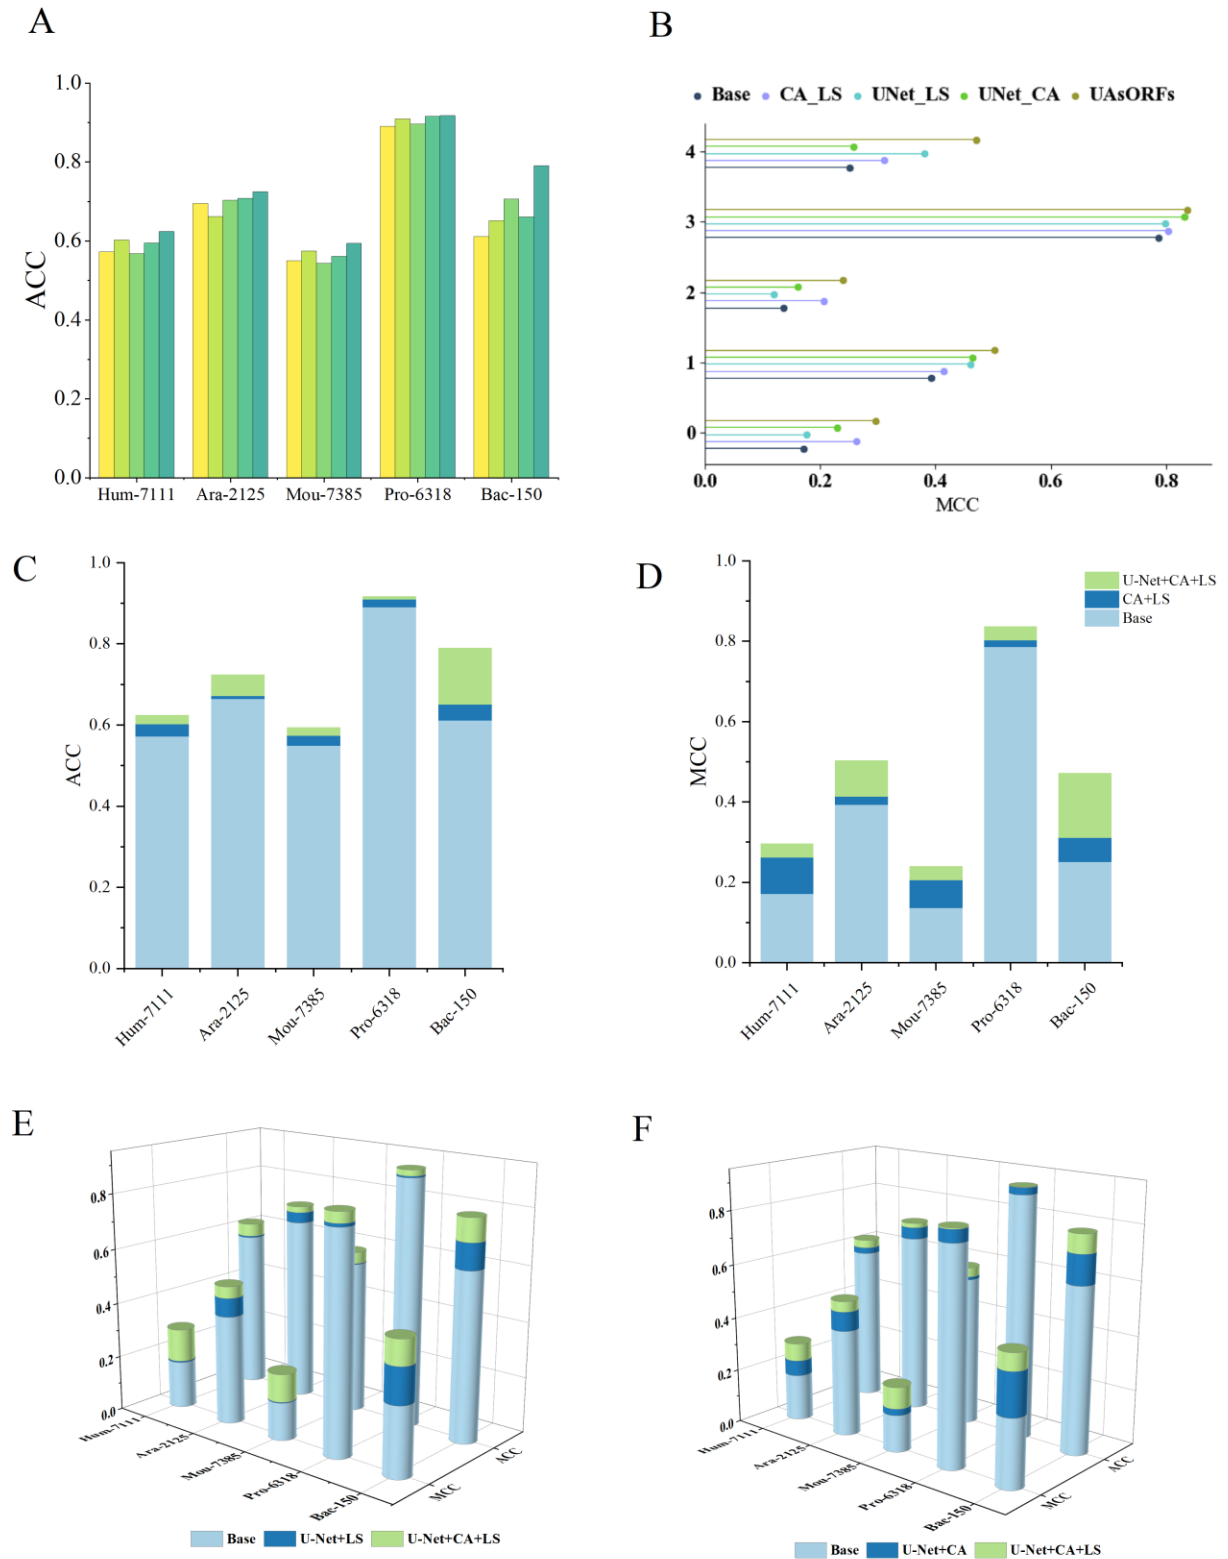 A
1.0
0.8
0.6
0.4
0.2
0.0
ACC
Hum-7111 Ara-2125 Mou-7385 Pro-6318 Bac-150
B
Base CA_LS UNet_LS UNet_CA UAsORFs
4
3
2
1
0
0.0 0.2 0.4 0.6 0.8
MCC
C
1.0
0.8
0.6
0.4
0.2
0.0
ACC
Hum-7111 Ara-2125 Mou-7385 Pro-6318 Bac-150
D
1.0
0.8
0.6
0.4
0.2
0.0
MCC
U-Net+CA+LS
CA+LS
Base
Hum-7111 Ara-2125 Mou-7385 Pro-6318 Bac-150
E
0.8
0.6
0.4
0.2
0.0
Hum-7111
Ara-2125
Mou-7385
Pro-6318
Bac-150
MCC
ACC
Base U-Net+LS U-Net+CA+LS
F
0.8
0.6
0.4
0.2
0.0
Hum-7111
Ara-2125
Mou-7385
Pro-6318
Bac-150
MCC
ACC
Base U-Net+CA U-Net+CA+LS